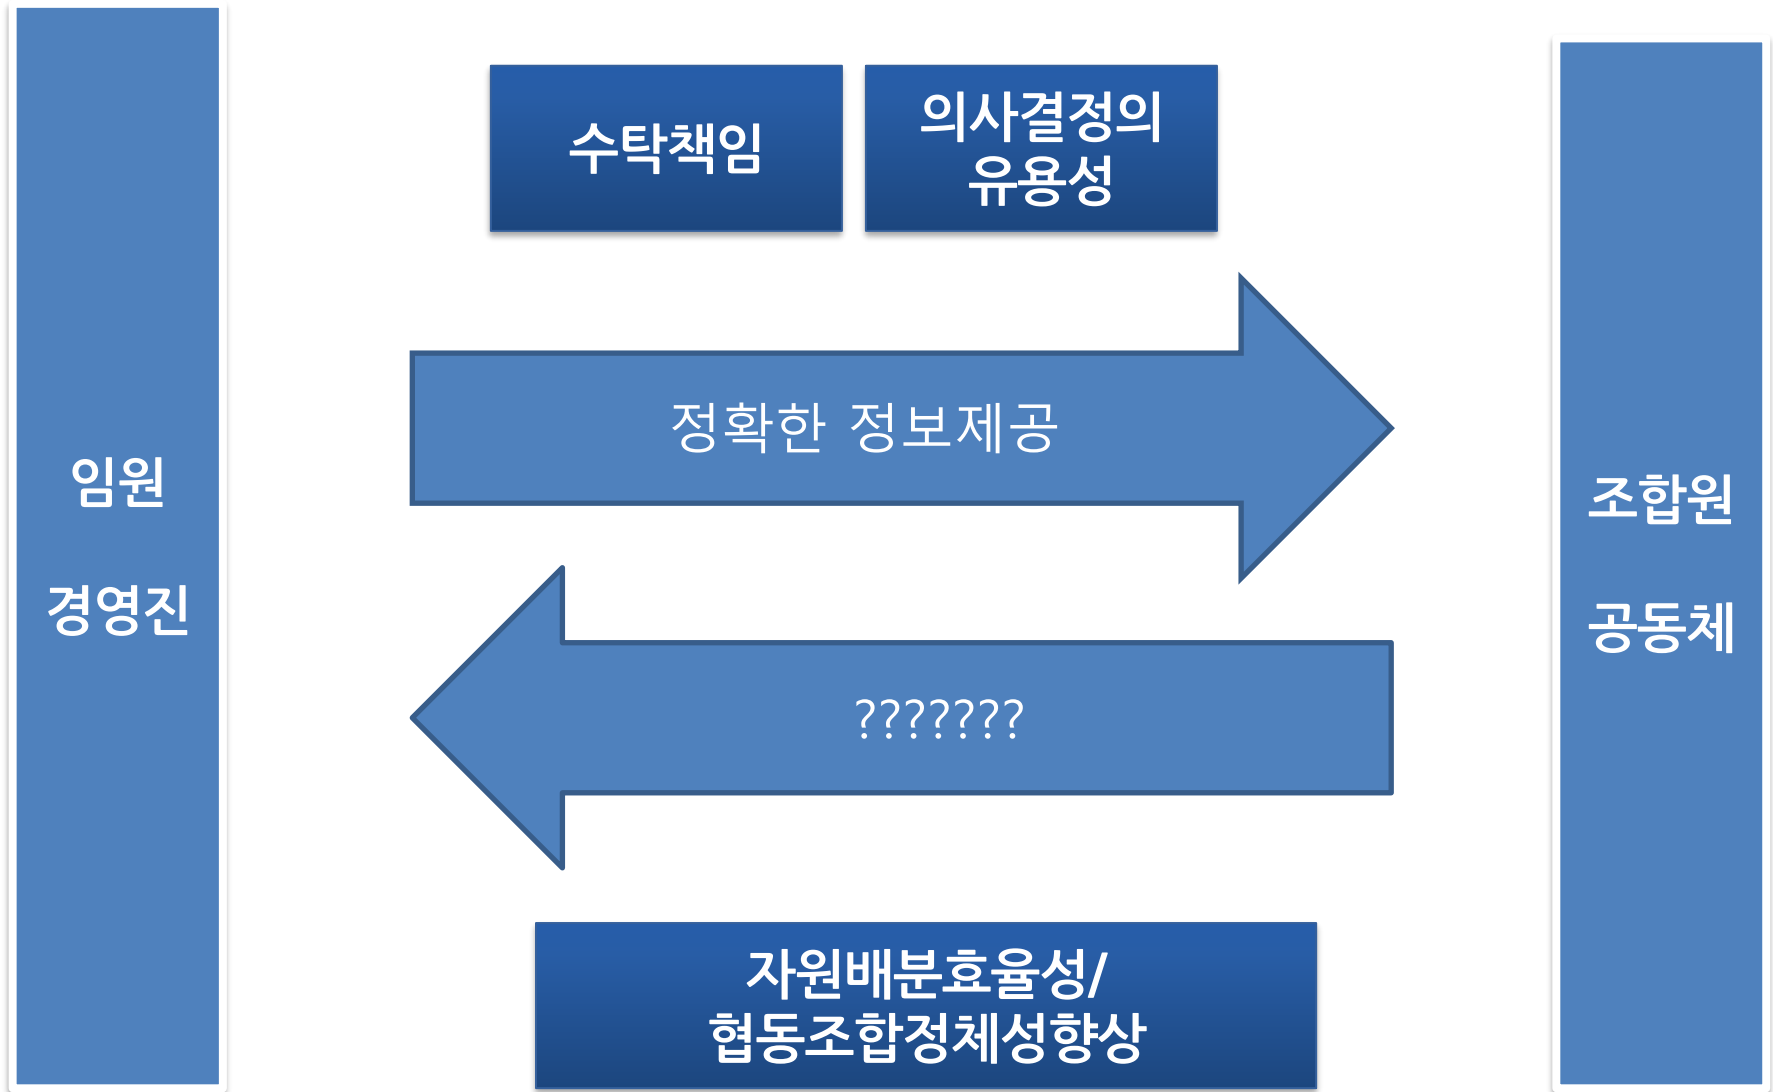 수탁책임
의사결정의
유용성
정확한 정보제공
임원
경영진
조합원
공동체
???????
자원배분효율성/
협동조합정체성향상